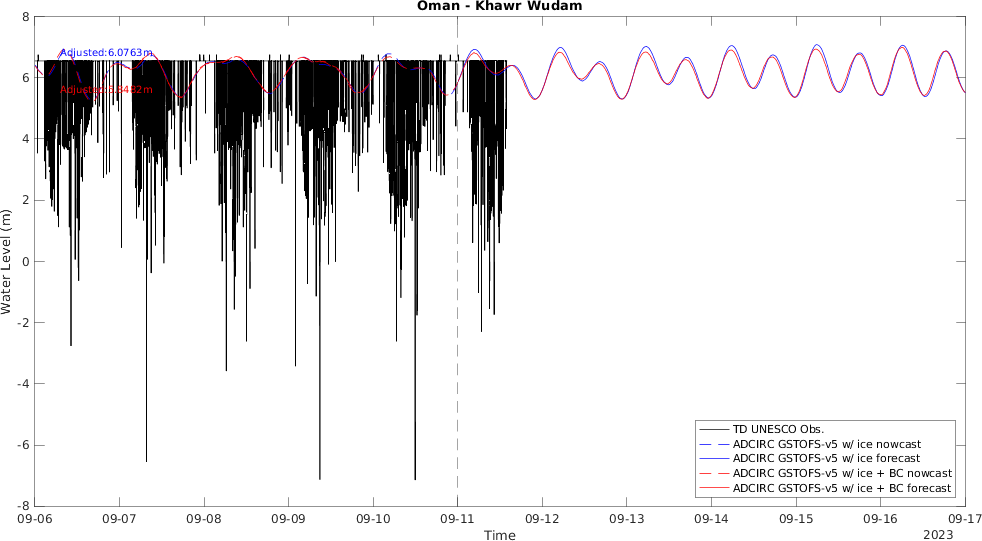 Oman - Khawr Wudam
8
6
4
2
0
-2
-4
-6
-8
Water Level (m)
Adjusted:6.0763m
TD UNESCO Obs.
ADCIRC GSTOFS-v5 w/ ice nowcast
ADCIRC GSTOFS-v5 w/ ice forecast
ADCIRC GSTOFS-v5 w/ ice + BC nowcast
ADCIRC GSTOFS-v5 w/ ice + BC forecast
09-06 09-07 09-08 09-09 09-10 09-11 09-12 09-13 09-14 09-15 09-16 09-17
Time
2023